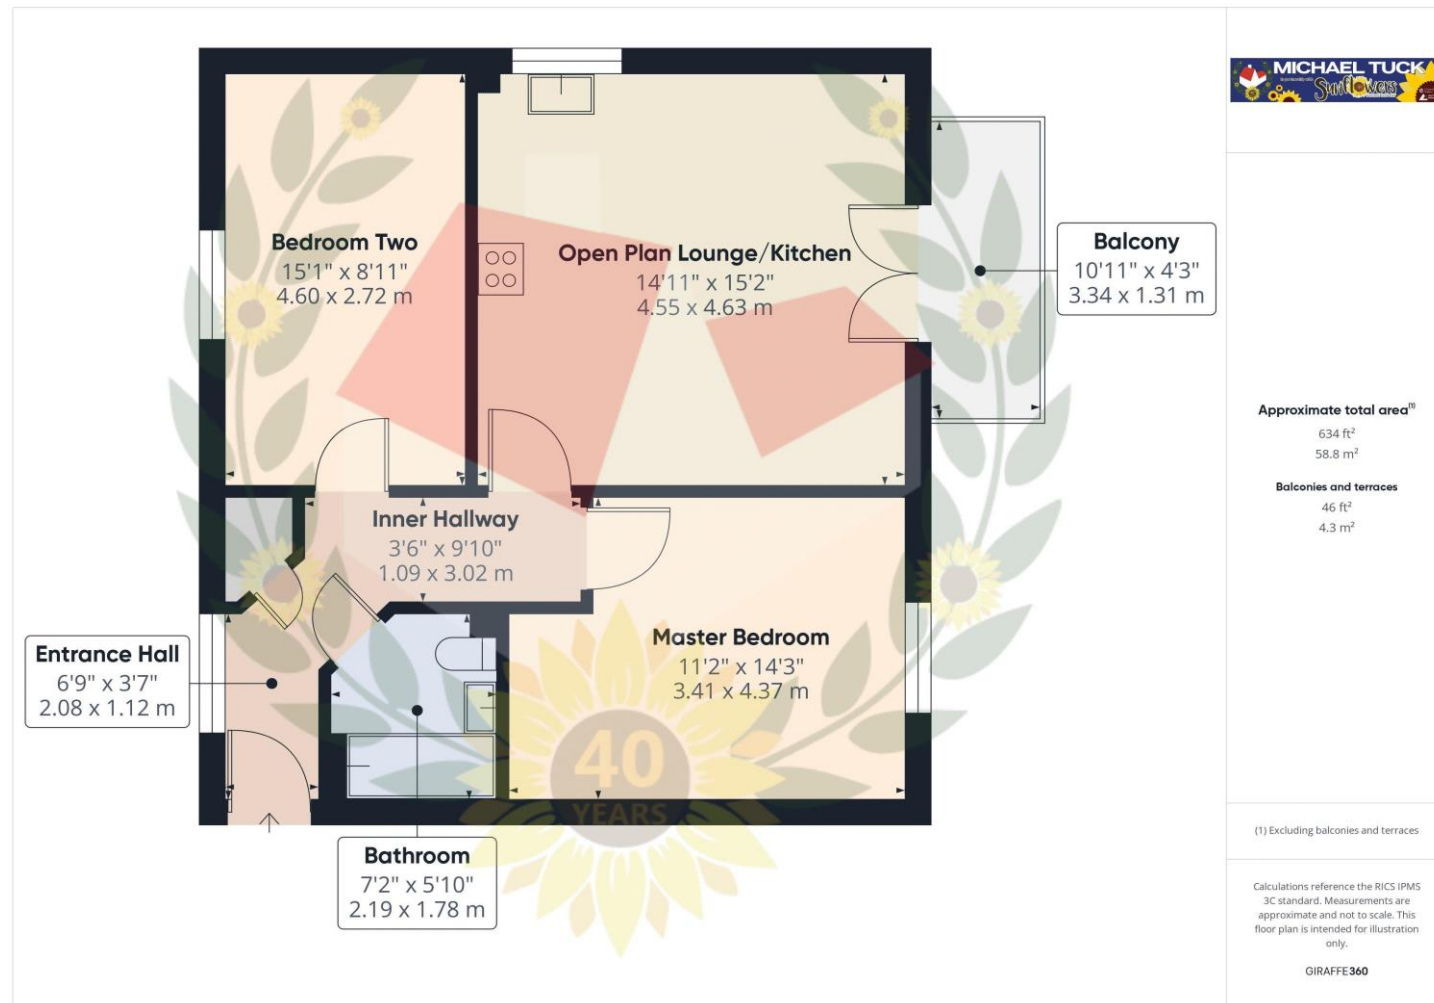 Bedroom Two
15'1" x 8'11"
4.60 x 2.72 m
Open Plan Lounge/Kitchen
14'11" x 15'2"
4.55 x 4.63 m
Balcony
10'11" x 4'3"
3.34 x 1.31 m
Inner Hallway
3'6" x 9'10"
1.09 x 3.02 m
Entrance Hall
6'9" x 3'7"
2.08 x 1.12 m
Master Bedroom
11'2" x 14'3"
3.41 x 4.37 m
40
YEARS
Bathroom
7'2" x 5'10"
2.19 x 1.78 m
MICHAEL TUCK
Sunflowers
Approximate total area⁽¹⁾
634 ft²
58.8 m²
Balconies and terraces
46 ft²
4.3 m²
(1) Excluding balconies and terraces
Calculations reference the RICS IPMS
3C standard. Measurements are
approximate and not to scale. This
floor plan is intended for illustration
only.
GIRAFFE360